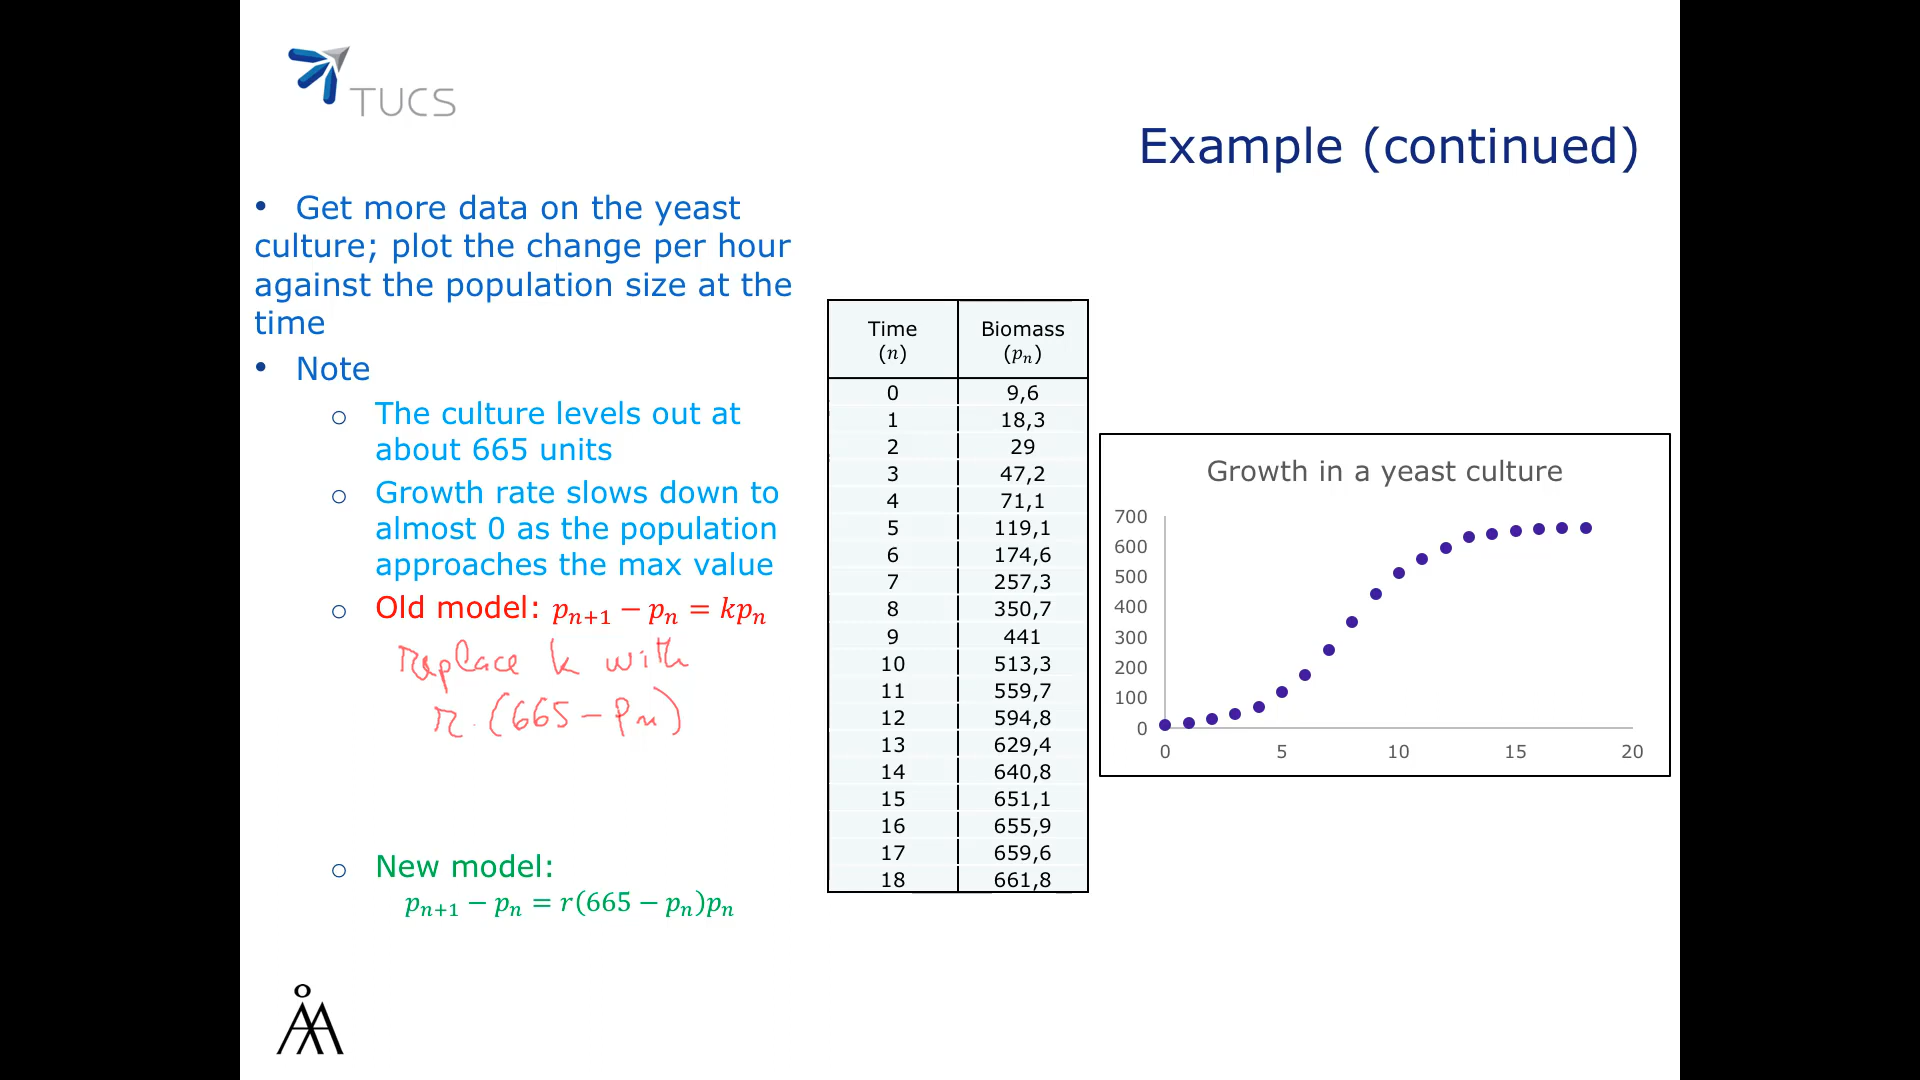 TUCS
Example (continued)
• Get more data on the yeast
culture; plot the change per hour
against the population size at the
time
• Note
o The culture levels out at
about 665 units
o Growth rate slows down to
almost 0 as the population
approaches the max value
o Old model: pₙ₊₁ − pₙ = kpₙ
replace k with
r·(665 − pₙ)
o New model:
pₙ₊₁ − pₙ = r(665 − pₙ)pₙ
Time (n) Biomass (pₙ)
0 9,6
1 18,3
2 29
3 47,2
4 71,1
5 119,1
6 174,6
7 257,3
8 350,7
9 441
10 513,3
11 559,7
12 594,8
13 629,4
14 640,8
15 651,1
16 655,9
17 659,6
18 661,8
Growth in a yeast culture
700
600
500
400
300
200
100
0
0 5 10 15 20